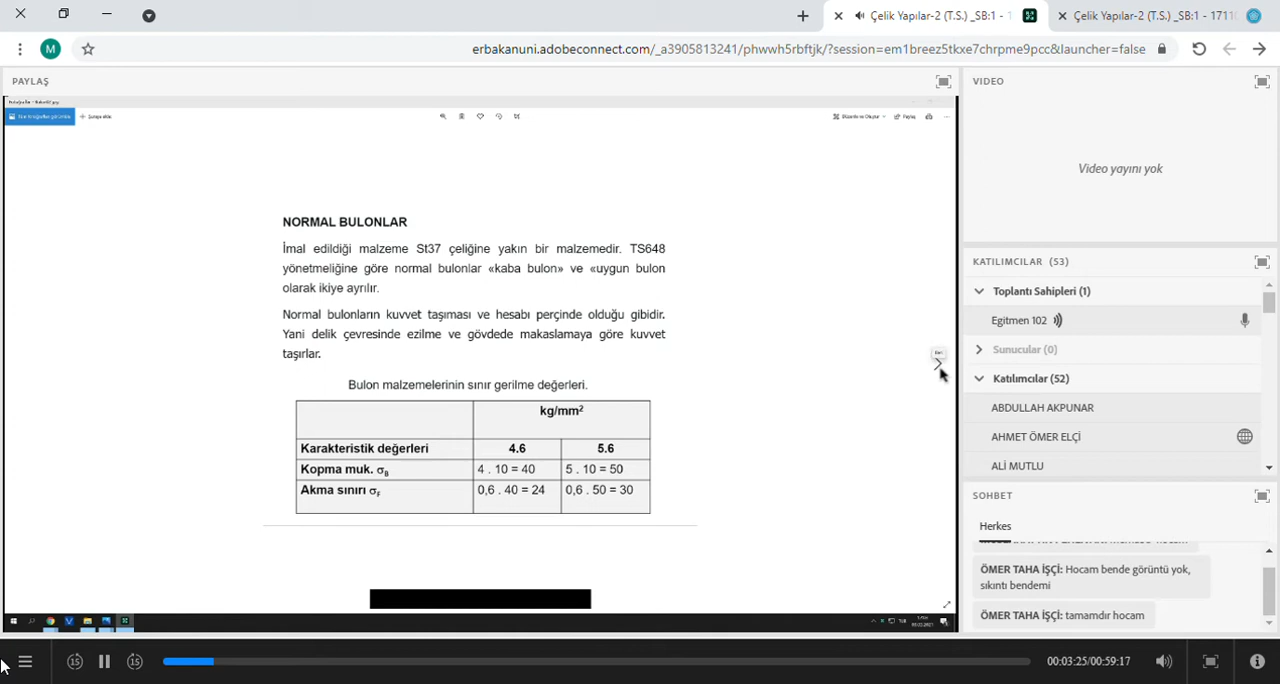 Çelik Yapılar-2 (T.S.) _SB:1 - 1
Çelik Yapılar-2 (T.S.) _SB:1 - 1711
M
erbakanuni.adobeconnect.com/_a3905813241/phwwh5rbftjk/?session=em1breez5tkxe7chrpme9pcc&launcher=false
PAYLAŞ
NORMAL BULONLAR
İmal edildiği malzeme St37 çeliğine yakın bir malzemedir. TS648
yönetmeliğine göre normal bulonlar «kaba bulon» ve «uygun bulon
olarak ikiye ayrılır.
Normal bulonların kuvvet taşıması ve hesabı perçinde olduğu gibidir.
Yani delik çevresinde ezilme ve gövdede makaslamaya göre kuvvet
taşırlar.
Bulon malzemelerinin sınır gerilme değerleri.
kg/mm²
Karakteristik değerleri 4.6 5.6
Kopma muk. σB 4 . 10 = 40 5 . 10 = 50
Akma sınırı σF 0,6 . 40 = 24 0,6 . 50 = 30
VIDEO
Video yayını yok
KATILIMCILAR (53)
Toplantı Sahipleri (1)
Egitmen 102
Sunucular (0)
Katılımcılar (52)
ABDULLAH AKPUNAR
AHMET ÖMER ELÇİ
ALİ MUTLU
SOHBET
Herkes
ÖMER TAHA İŞÇİ: Hocam bende görüntü yok,
sıkıntı bendemi
ÖMER TAHA İŞÇİ: tamamdır hocam
15 15 00:03:25/00:59:17